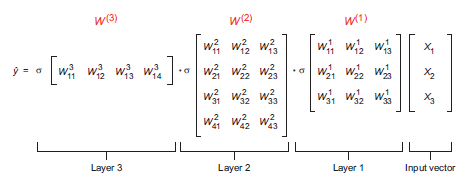 W(3) W(2) W(1)
W²11 W²12 W²13 W¹11 W¹12 W¹13 X1
ŷ = σ W³11 W³12 W³13 W³14 • σ W²21 W²22 W²23 • σ W¹21 W¹22 W¹23 X2
W²31 W²32 W²33 W¹31 W¹32 W¹33 X3
W²41 W²42 W²43
Layer 3 Layer 2 Layer 1 Input vector